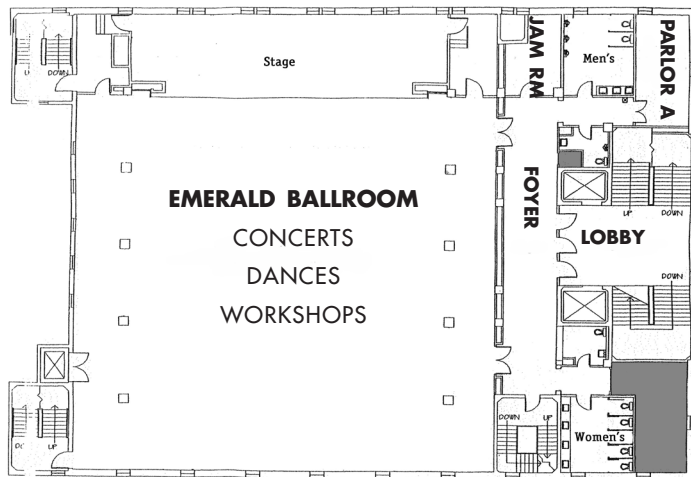 JAM RM
PARLOR A
Men's
Stage
DOWN
EMERALD BALLROOM
CONCERTS
DANCES
WORKSHOPS
FOYER
UP
DOWN
LOBBY
DOWN
DOWN
UP
UP
Women's